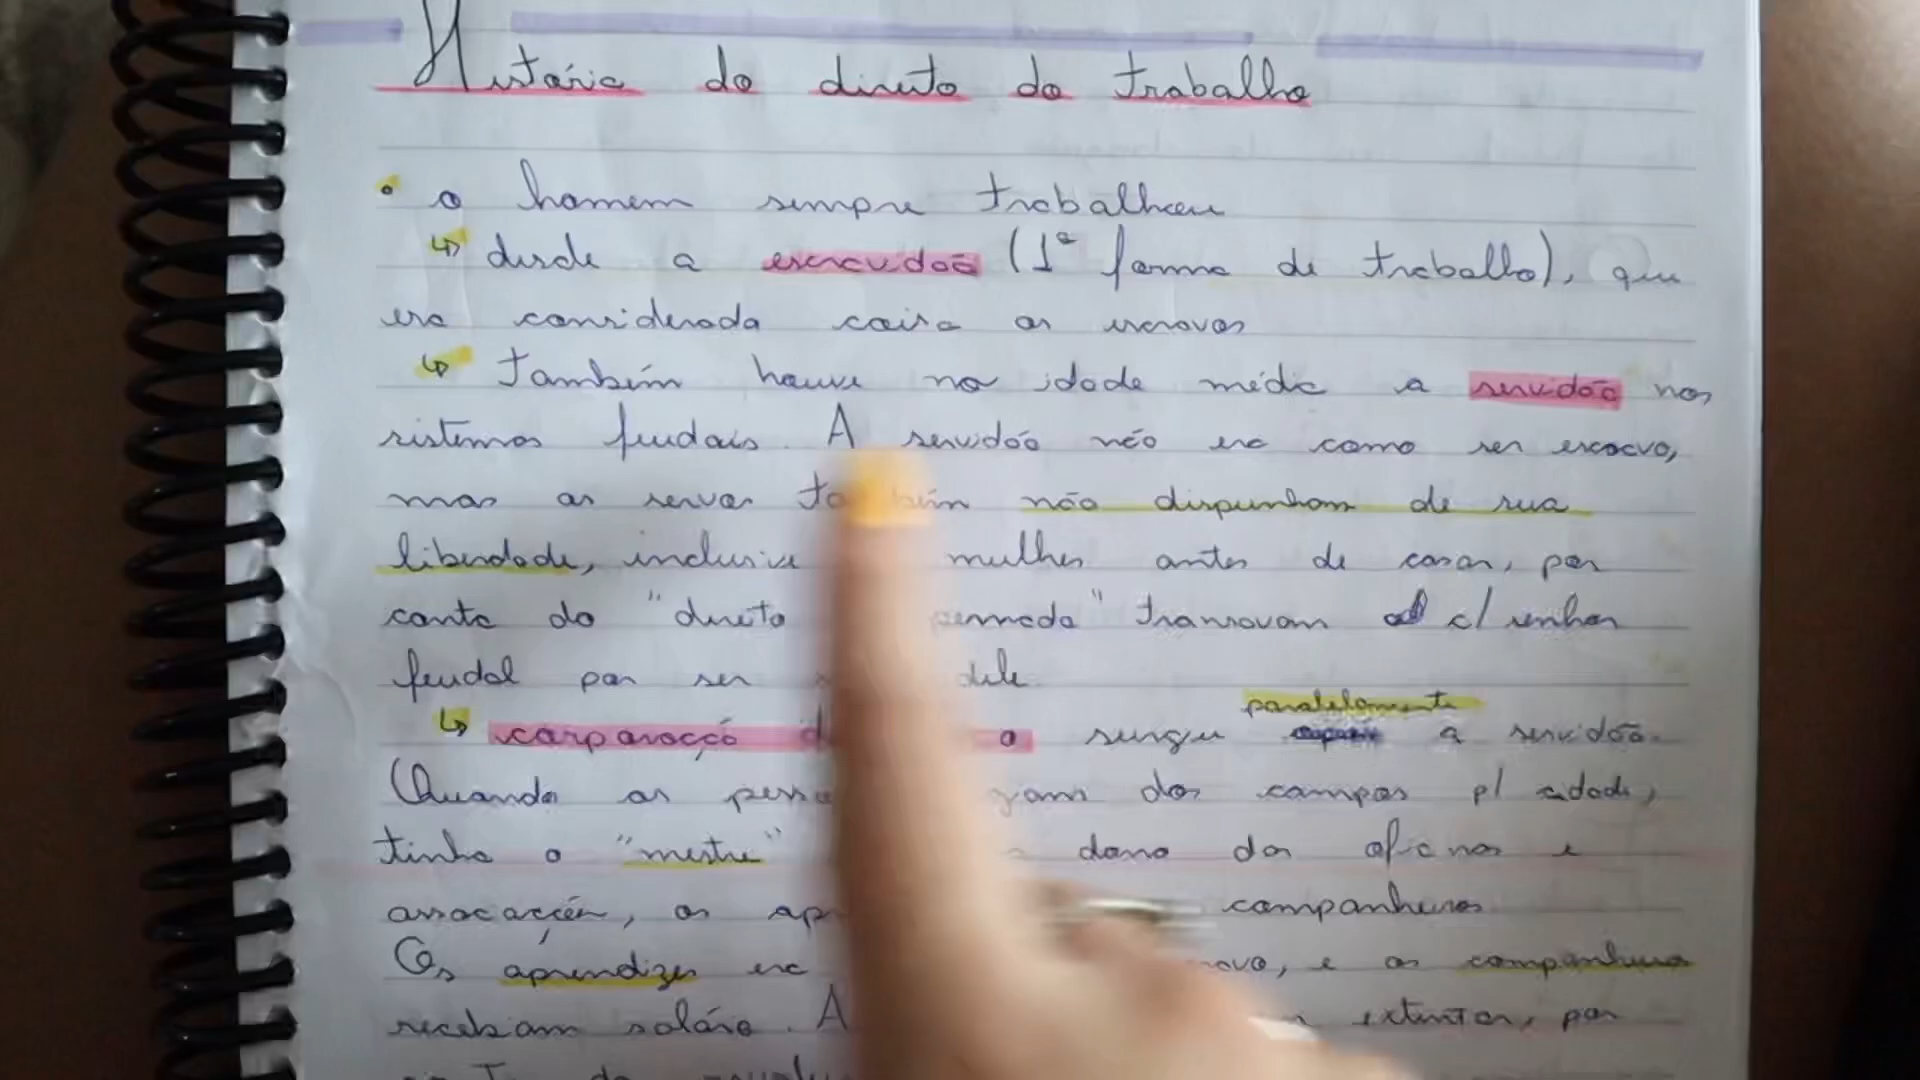 História do direito do trabalho
• o homem sempre trabalhou
↳ desde a escravidão (1ª forma de trabalho), que
era considerada coisa os escravos
↳ Também houve na idade média a servidão nos
sistemas feudais. A servidão não era como ser escravo,
mas os servos também não dispunham de sua
liberdade, inclusive mulher antes de casar, por
conta do "direito pernada" transavam c/ senhor
feudal por ser dele
paralelamente
↳ corporação o surgiu a servidão.
Quando as dos campos p/ cidade,
tinha o "mestre" dono das oficinas e
associações, os companheiros
Os aprendizes era e os companheiros
recebiam salário. A extintas, por